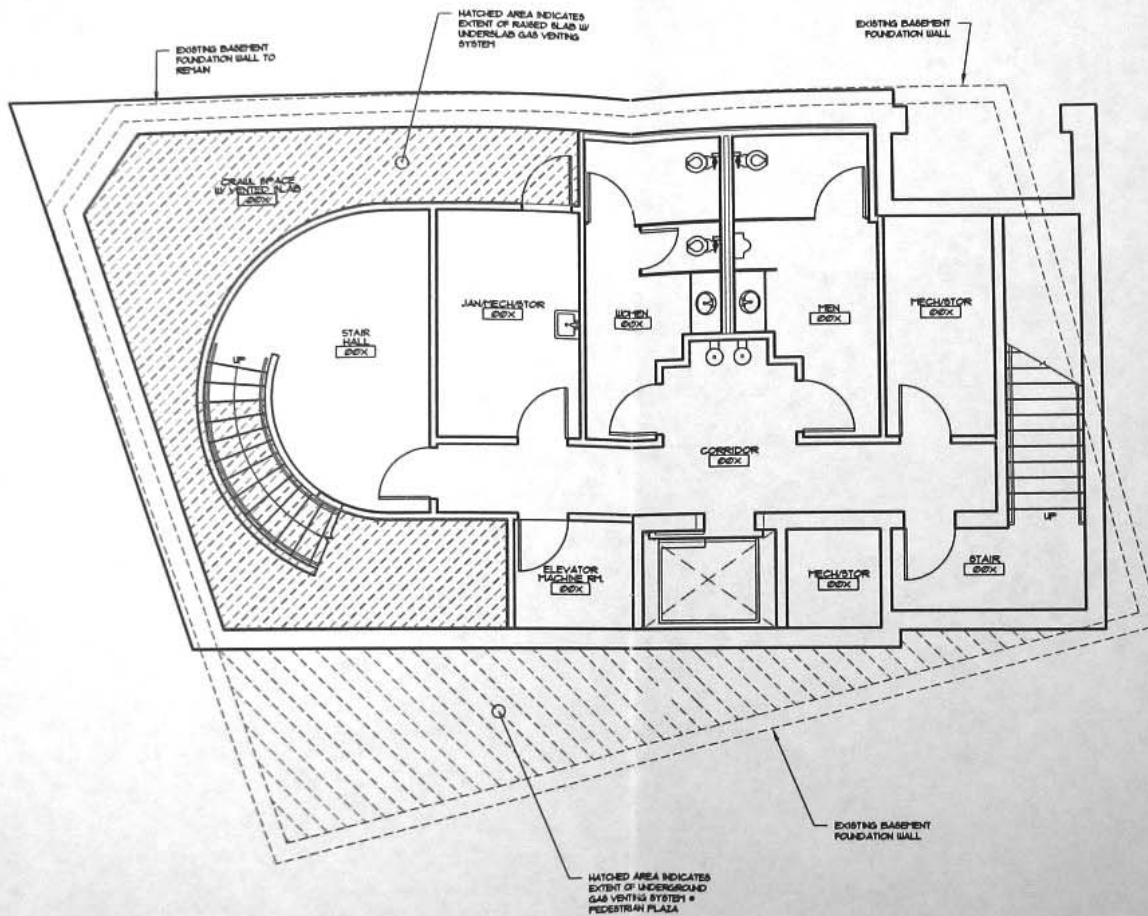 HATCHED AREA INDICATES
EXTENT OF RAISED SLAB W/
UNDERSLAB GAS VENTING
SYSTEM
EXISTING BASEMENT
FOUNDATION WALL
EXISTING BASEMENT
FOUNDATION WALL TO
REMAIN
CRAWL SPACE
W/ VENTED SLAB
00X
JAN/MECH/STOR
00X
WOMEN
00X
MEN
00X
MECH/STOR
00X
STAIR
HALL
00X
UP
CORRIDOR
00X
UP
ELEVATOR
MACHINE RM.
00X
MECH/STOR
00X
STAIR
00X
EXISTING BASEMENT
FOUNDATION WALL
HATCHED AREA INDICATES
EXTENT OF UNDERGROUND
GAS VENTING SYSTEM @
PEDESTRIAN PLAZA